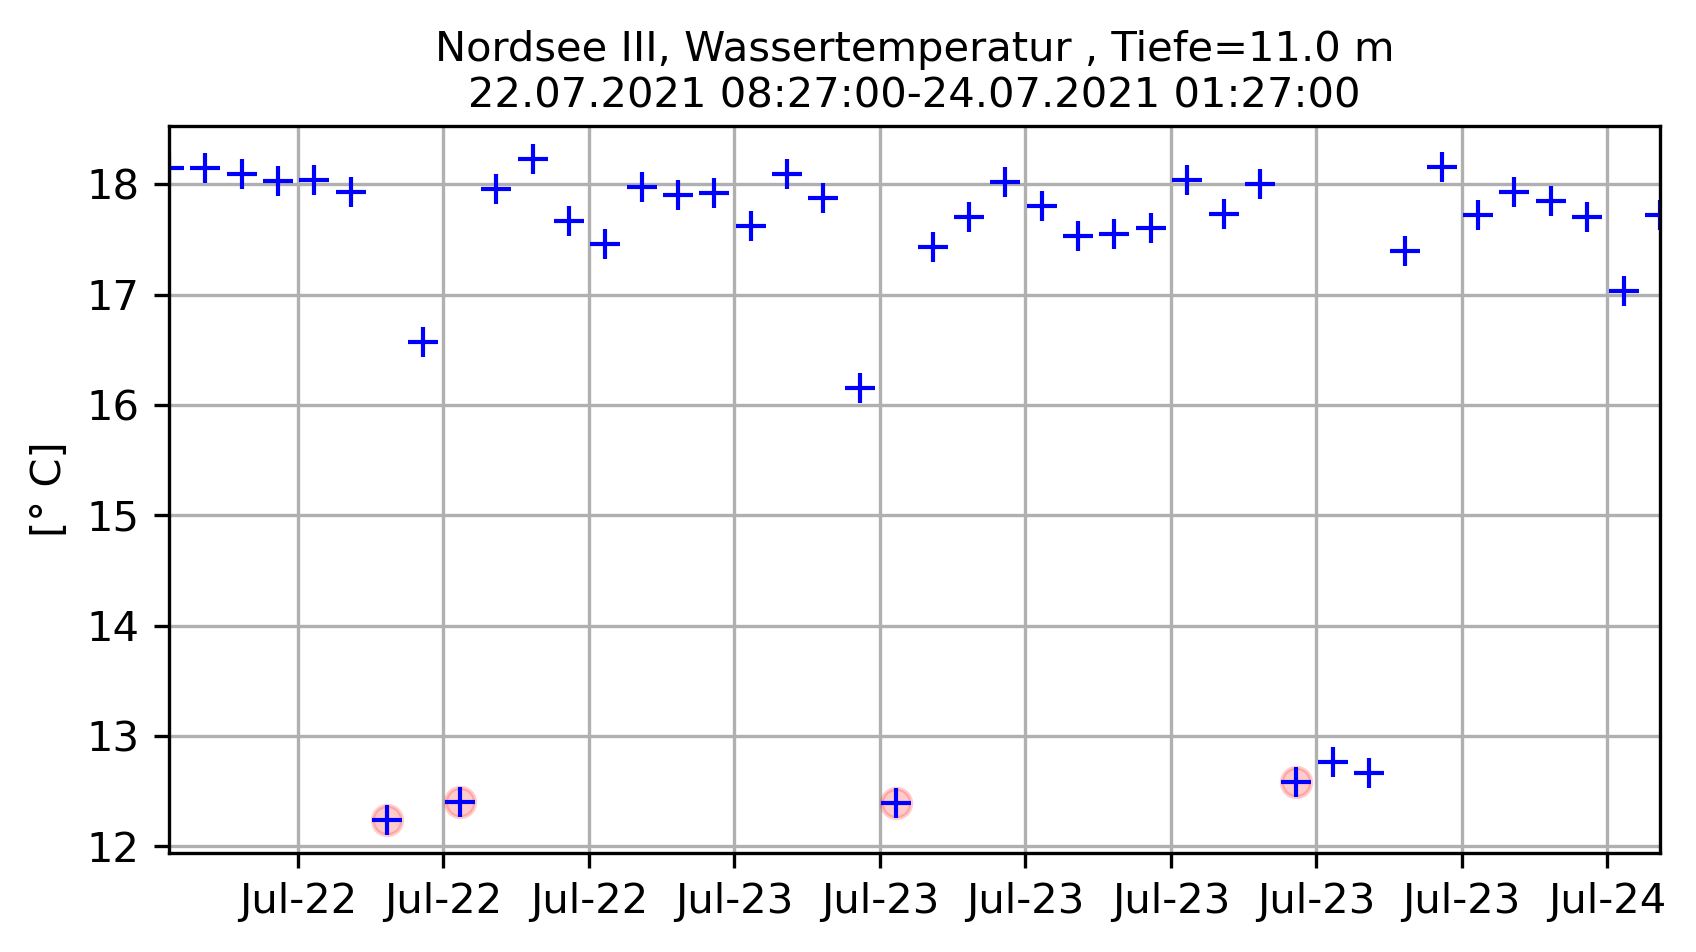 Nordsee III, Wassertemperatur , Tiefe=11.0 m
22.07.2021 08:27:00-24.07.2021 01:27:00
18
17
16
15
14
13
12
[° C]
Jul-22 Jul-22 Jul-22 Jul-23 Jul-23 Jul-23 Jul-23 Jul-23 Jul-23 Jul-24